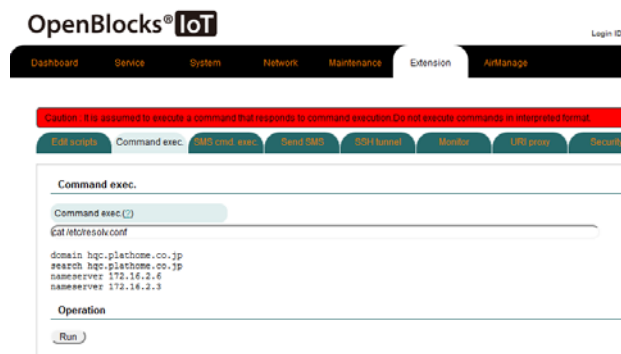 OpenBlocks® IoT
Login ID
Dashboard Service System Network Maintenance Extension AirManage
Caution : It is assumed to execute a command that responds to command execution.Do not execute commands in interpreted format.
Edit scripts Command exec. SMS cmd. exec. Send SMS SSH tunnel Monitor URI proxy Security
Command exec.
Command exec.(?)
cat /etc/resolv.conf
domain hqc.plathome.co.jp
search hqc.plathome.co.jp
nameserver 172.16.2.6
nameserver 172.16.2.3
Operation
Run